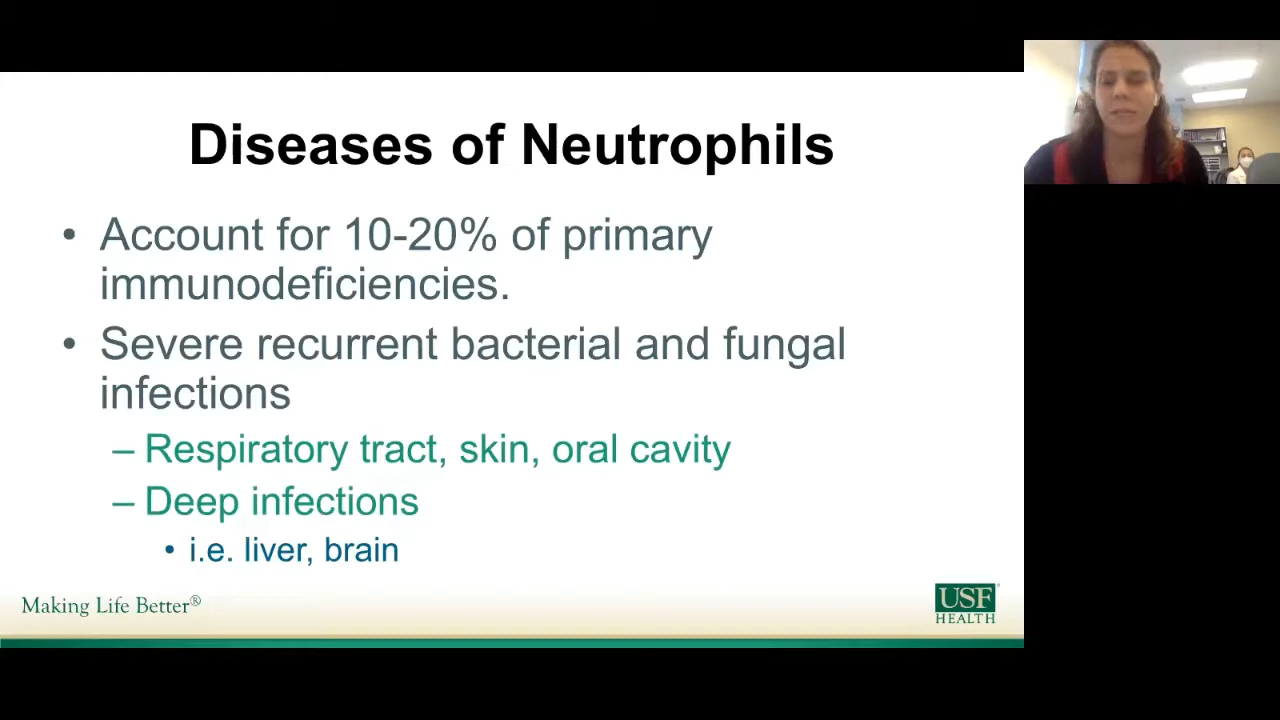 Diseases of Neutrophils
• Account for 10-20% of primary
immunodeficiencies.
• Severe recurrent bacterial and fungal
infections
– Respiratory tract, skin, oral cavity
– Deep infections
• i.e. liver, brain
Making Life Better®
USF
HEALTH